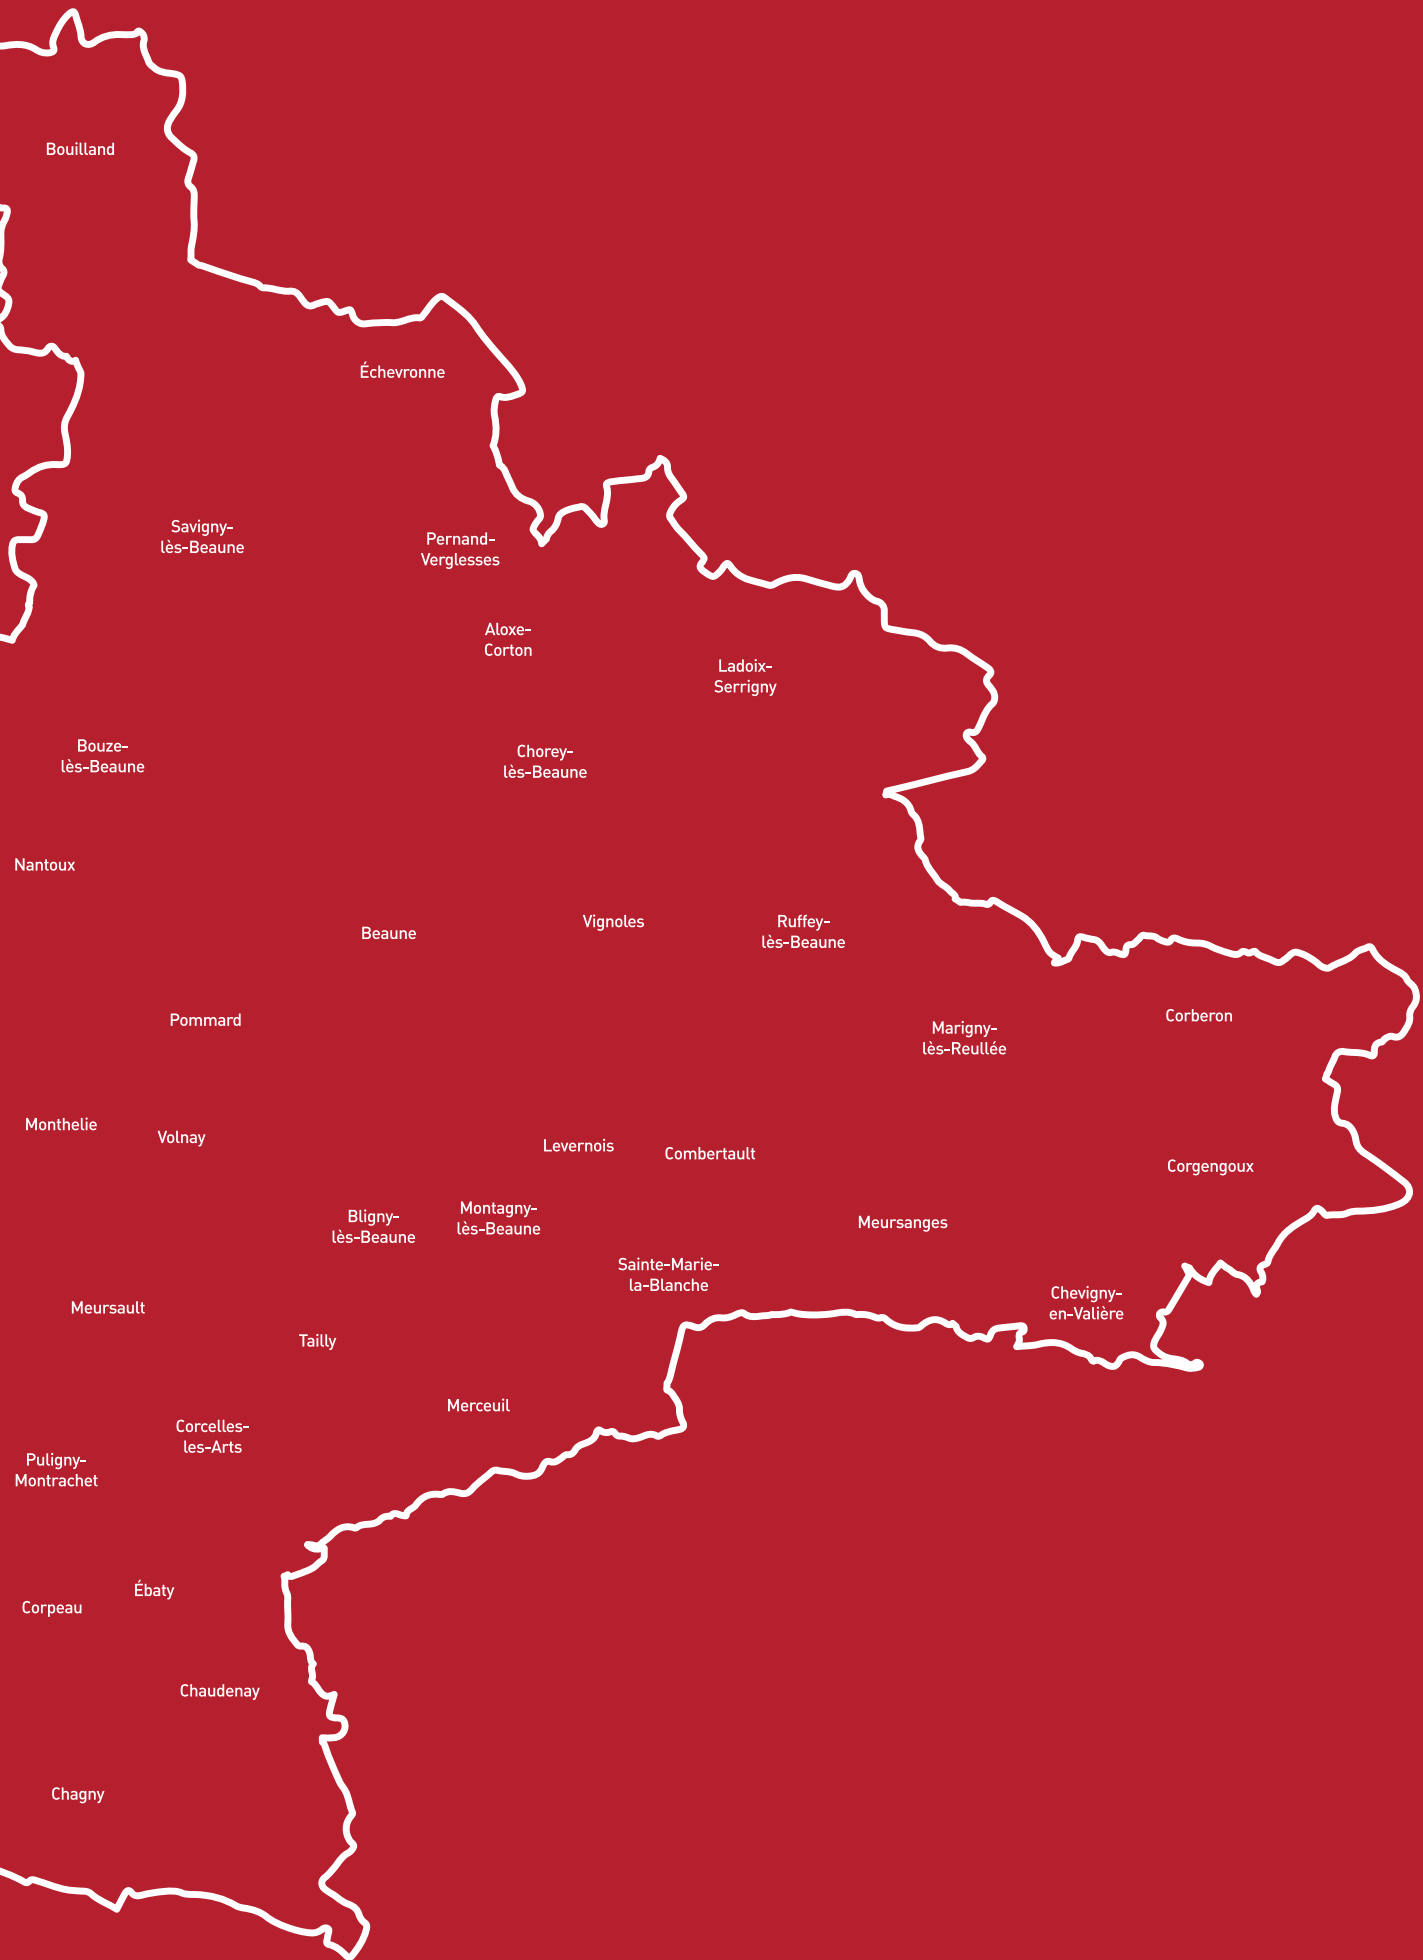 Bouilland
Échevronne
Savigny-
lès-Beaune
Pernand-
Verglesses
Aloxe-
Corton
Ladoix-
Serrigny
Bouze-
lès-Beaune
Chorey-
lès-Beaune
Nantoux
Beaune
Vignoles
Ruffey-
lès-Beaune
Pommard
Marigny-
lès-Reullée
Corberon
Monthelie
Volnay
Levernois
Combertault
Corgengoux
Bligny-
lès-Beaune
Montagny-
lès-Beaune
Meursanges
Sainte-Marie-
la-Blanche
Chevigny-
en-Valière
Meursault
Tailly
Merceuil
Corcelles-
les-Arts
Puligny-
Montrachet
Ébaty
Corpeau
Chaudenay
Chagny